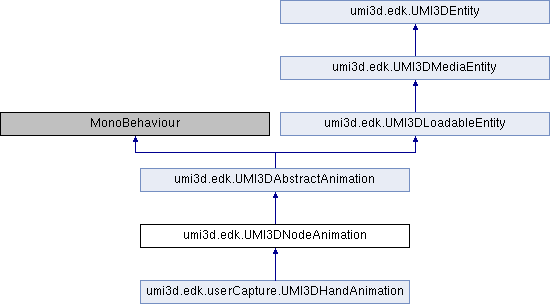 umi3d.edk.UMI3DEntity
umi3d.edk.UMI3DMediaEntity
MonoBehaviour
umi3d.edk.UMI3DLoadableEntity
umi3d.edk.UMI3DAbstractAnimation
umi3d.edk.UMI3DNodeAnimation
umi3d.edk.userCapture.UMI3DHandAnimation